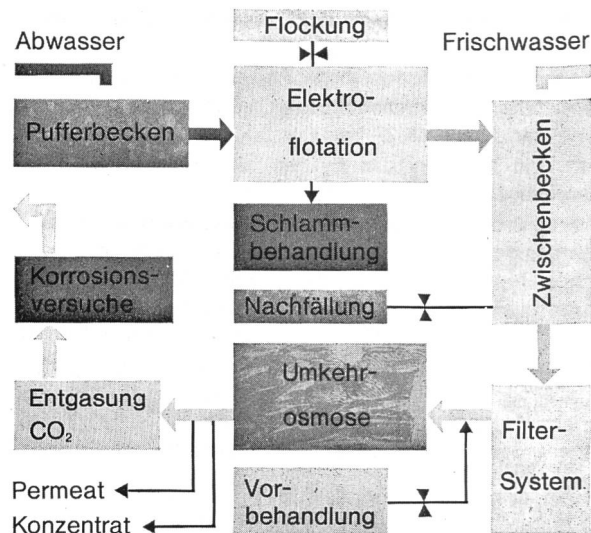 Abwasser
Flockung
Frischwasser
Pufferbecken
Elektro-
flotation
Zwischenbecken
Schlamm-
behandlung
Korrosions-
versuche
Nachfällung
Umkehr-
osmose
Entgasung
CO₂
Filter-
System
Permeat
Konzentrat
Vor-
behandlung